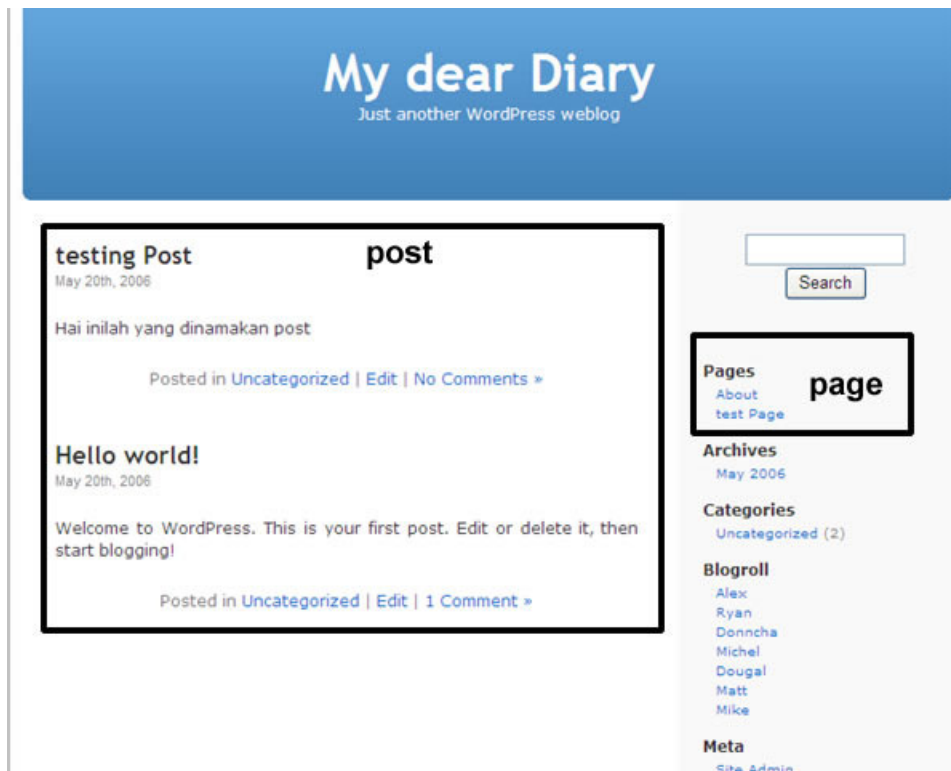 My dear Diary
Just another WordPress weblog
testing Post
post
May 20th, 2006
Hai inilah yang dinamakan post
Posted in Uncategorized | Edit | No Comments »
Hello world!
May 20th, 2006
Welcome to WordPress. This is your first post. Edit or delete it, then
start blogging!
Posted in Uncategorized | Edit | 1 Comment »
Search
Pages
About
test Page
page
Archives
May 2006
Categories
Uncategorized (2)
Blogroll
Alex
Ryan
Donncha
Michel
Dougal
Matt
Mike
Meta
Site Admin